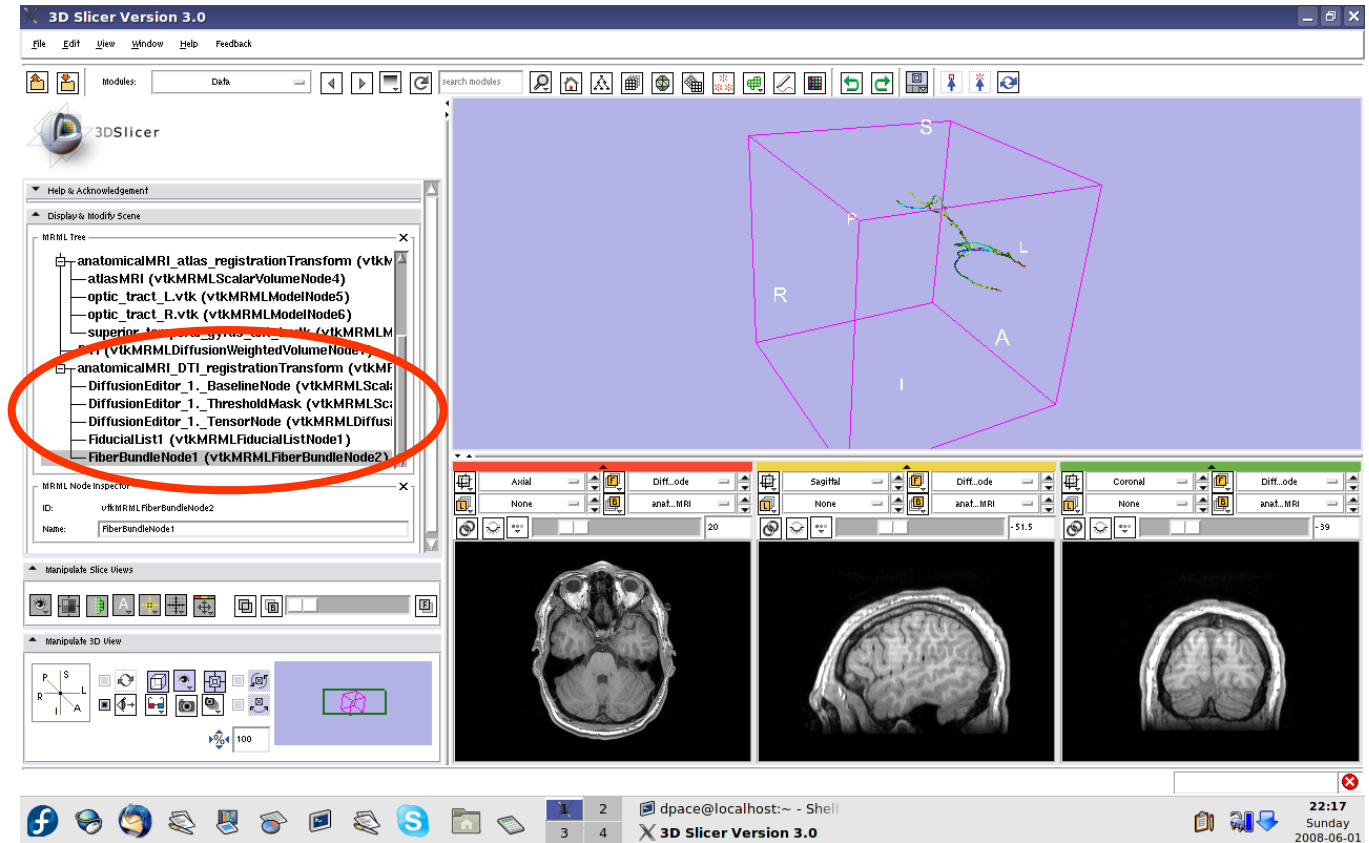 3D Slicer Version 3.0
File Edit View Window Help Feedback
Modules: Data search modules
3DSlicer
Help & Acknowledgement
Display & Modify Scene
MRML Tree
anatomicalMRI_atlas_registrationTransform (vtkM
atlasMRI (vtkMRMLScalarVolumeNode4)
optic_tract_L.vtk (vtkMRMLModelNode5)
optic_tract_R.vtk (vtkMRMLModelNode6)
(vtkMRMLM
(vtkMRMLDiffusionWeightedVolumeNode1)
anatomicalMRI_DTI_registrationTransform (vtkMR
DiffusionEditor_1._BaselineNode (vtkMRMLScala
DiffusionEditor_1._ThresholdMask (vtkMRMLSca
DiffusionEditor_1._TensorNode (vtkMRMLDiffusi
FiducialList1 (vtkMRMLFiducialListNode1)
FiberBundleNode1 (vtkMRMLFiberBundleNode2)
MRML Node Inspector
ID: vtkMRMLFiberBundleNode2
Name: FiberBundleNode1
Manipulate Slice Views
A
B
F
Manipulate 3D View
P S
R L
I A
% 100
S
P
L
R
A
I
Axial F Diff...ode
None B anat...MRI
20
Sagittal F Diff...ode
None B anat...MRI
-51.5
Coronal F Diff...ode
None B anat...MRI
-39
1 2
3 4
dpace@localhost:~ - Shell
3D Slicer Version 3.0
22:17
Sunday
2008-06-01